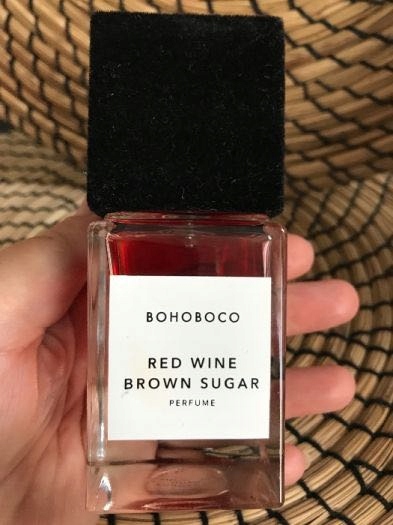 BOHOBOCO
RED WINE
BROWN SUGAR
PERFUME